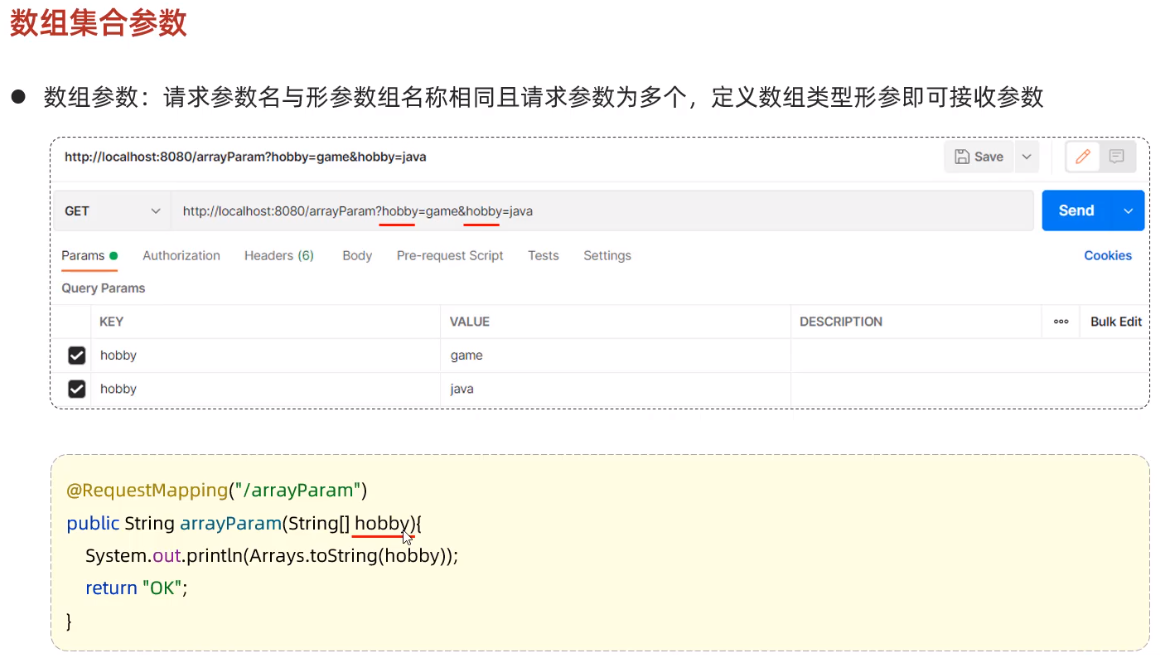 数组集合参数
● 数组参数：请求参数名与形参数组名称相同且请求参数为多个，定义数组类型形参即可接收参数
http://localhost:8080/arrayParam?hobby=game&hobby=java Save
GET http://localhost:8080/arrayParam?hobby=game&hobby=java Send
Params Authorization Headers (6) Body Pre-request Script Tests Settings Cookies
Query Params
KEY VALUE DESCRIPTION ooo Bulk Edit
hobby game
hobby java
@RequestMapping("/arrayParam")
public String arrayParam(String[] hobby){
System.out.println(Arrays.toString(hobby));
return "OK";
}